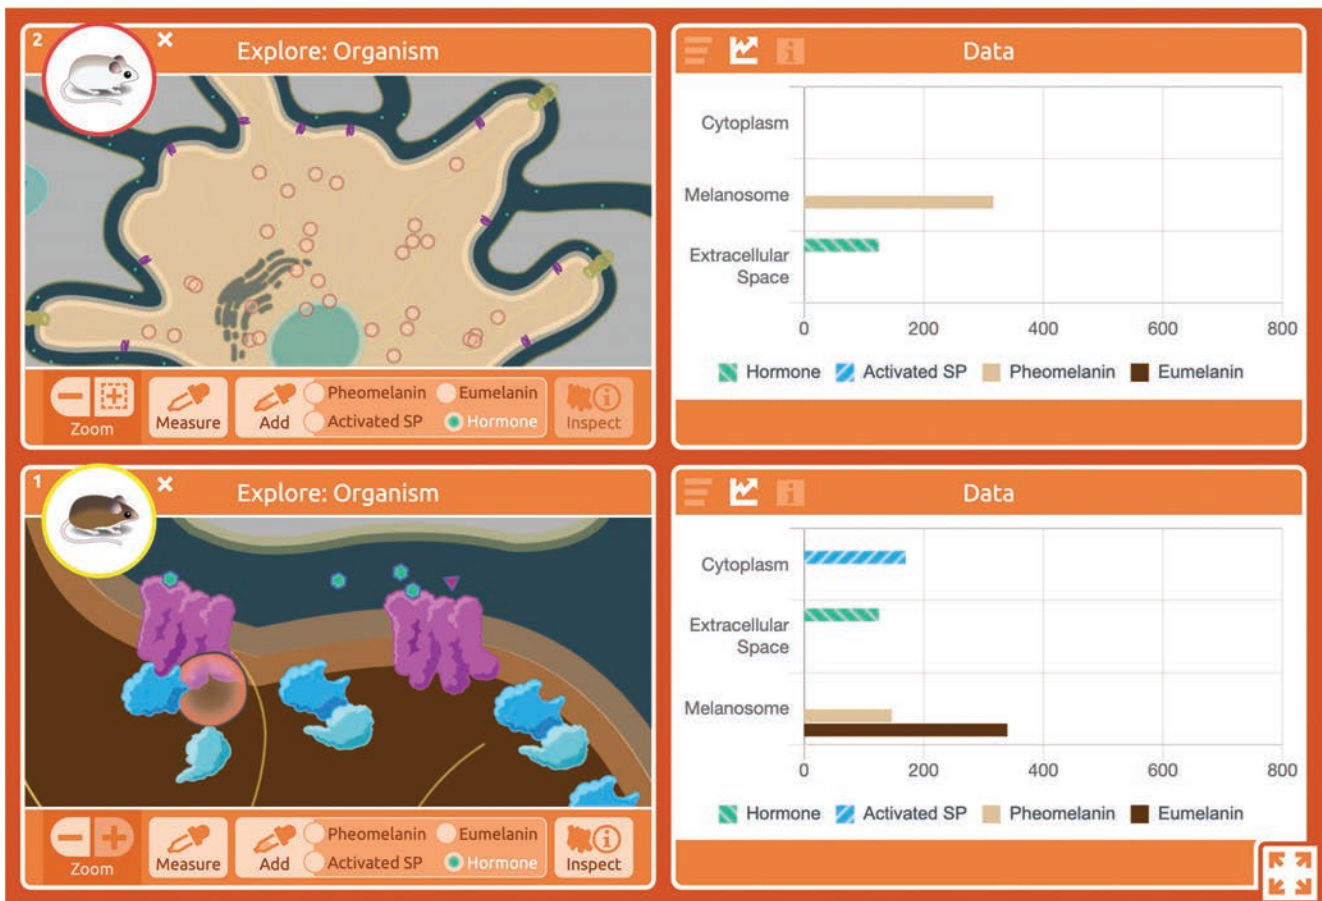 2
Explore: Organism
Zoom
Measure
Add
Pheomelanin
Eumelanin
Activated SP
Hormone
Inspect
Data
Cytoplasm
Melanosome
Extracellular
Space
0 200 400 600 800
Hormone Activated SP Pheomelanin Eumelanin
1
Explore: Organism
Zoom
Measure
Add
Pheomelanin
Eumelanin
Activated SP
Hormone
Inspect
Data
Cytoplasm
Extracellular
Space
Melanosome
0 200 400 600 800
Hormone Activated SP Pheomelanin Eumelanin